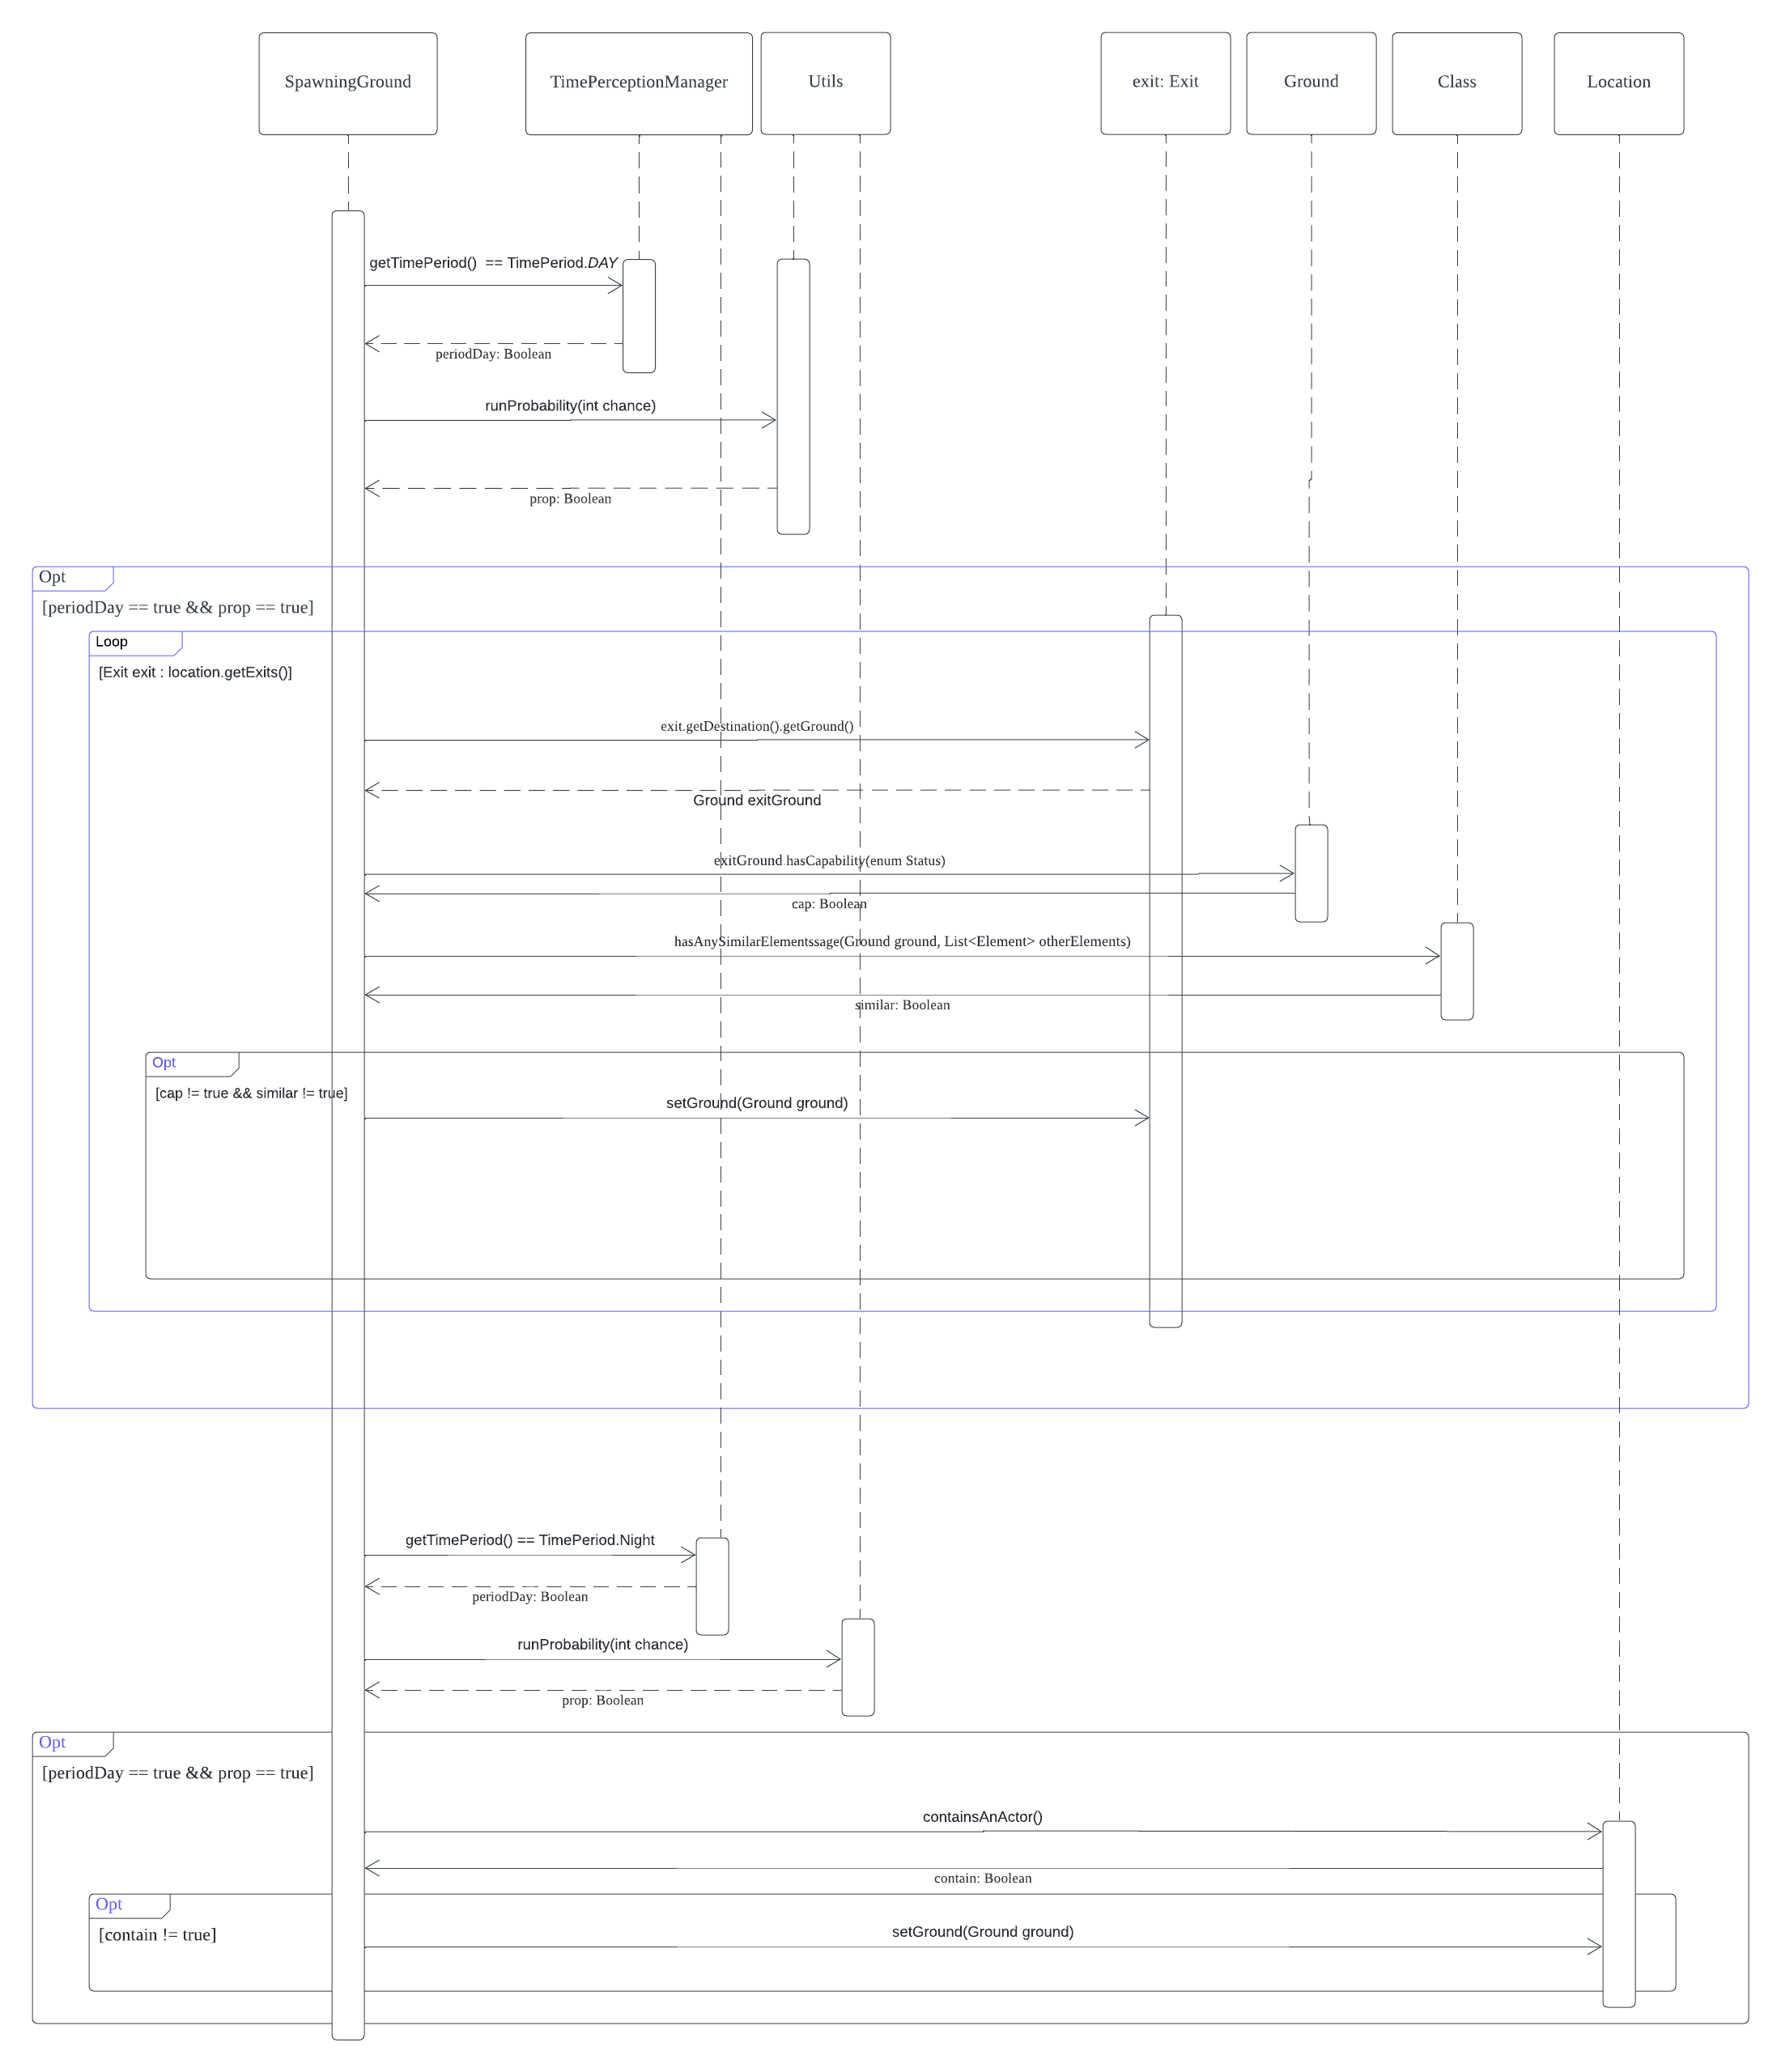 SpawningGround
TimePerceptionManager
Utils
exit: Exit
Ground
Class
Location
getTimePeriod()  == TimePeriod.DAY
periodDay: Boolean
runProbability(int chance)
prop: Boolean
Opt
[periodDay == true && prop == true]
Loop
[Exit exit : location.getExits()]
exit.getDestination().getGround()
Ground exitGround
exitGround.hasCapability(enum Status)
cap: Boolean
hasAnySimilarElementssage(Ground ground, List<Element> otherElements)
similar: Boolean
Opt
[cap != true && similar != true]
setGround(Ground ground)
getTimePeriod() == TimePeriod.Night
periodDay: Boolean
runProbability(int chance)
prop: Boolean
Opt
[periodDay == true && prop == true]
containsAnActor()
contain: Boolean
Opt
[contain != true]
setGround(Ground ground)